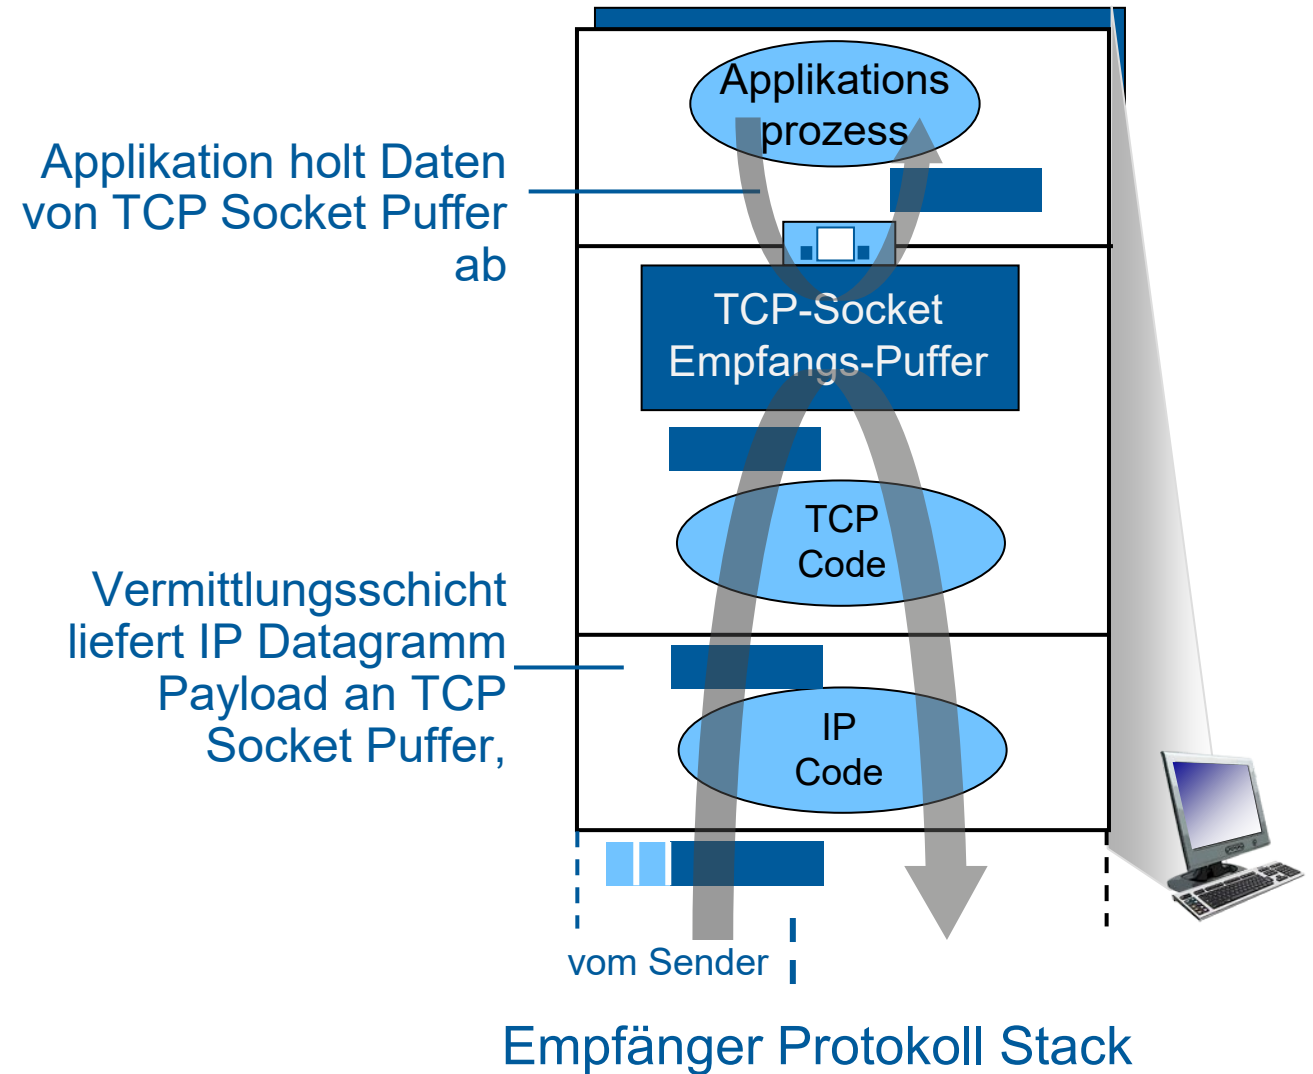 Applikations
prozess
Applikation holt Daten
von TCP Socket Puffer
ab
TCP-Socket
Empfangs-Puffer
TCP
Code
Vermittlungsschicht
liefert IP Datagramm
Payload an TCP
Socket Puffer,
IP
Code
vom Sender
Empfänger Protokoll Stack